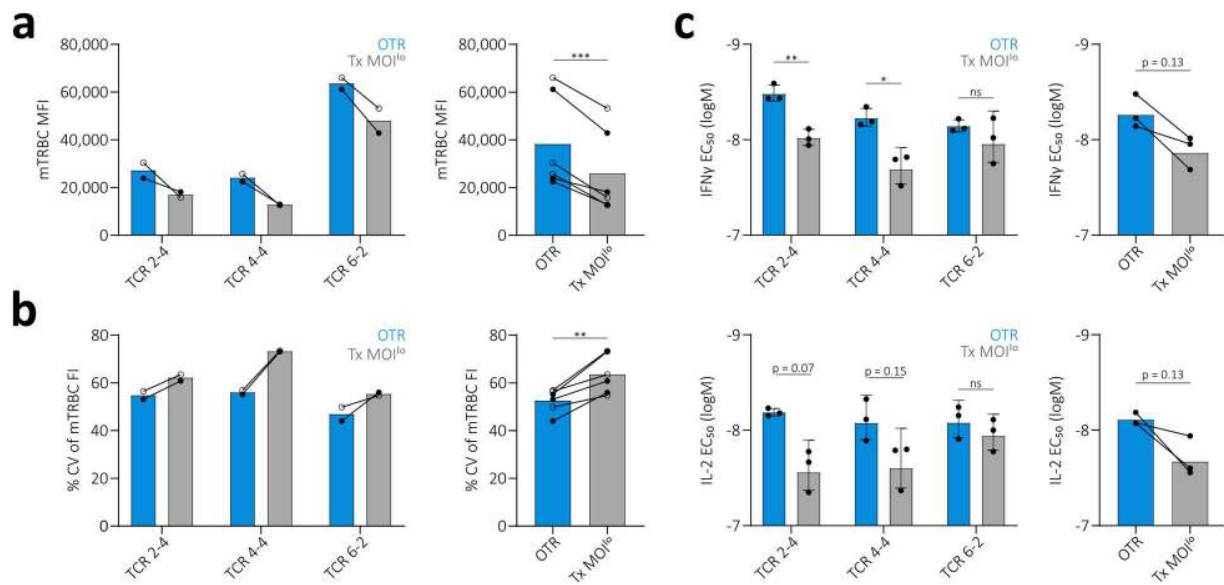 a
80,000
60,000
40,000
20,000
0
mTRBC MFI
OTR
Tx MOIlo
TCR 2-4
TCR 4-4
TCR 6-2
80,000
60,000
40,000
20,000
0
mTRBC MFI
***
OTR
Tx MOIlo
b
80
60
40
20
0
% CV of mTRBC FI
OTR
Tx MOIlo
TCR 2-4
TCR 4-4
TCR 6-2
80
60
40
20
0
% CV of mTRBC FI
**
OTR
Tx MOIlo
c
-9
-8
-7
IFNγ EC50 (logM)
OTR
Tx MOIlo
**
*
ns
TCR 2-4
TCR 4-4
TCR 6-2
-9
-8
-7
IFNγ EC50 (logM)
p = 0.13
OTR
Tx MOIlo
-9
-8
-7
IL-2 EC50 (logM)
OTR
Tx MOIlo
p = 0.07
p = 0.15
ns
TCR 2-4
TCR 4-4
TCR 6-2
-9
-8
-7
IL-2 EC50 (logM)
p = 0.13
OTR
Tx MOIlo